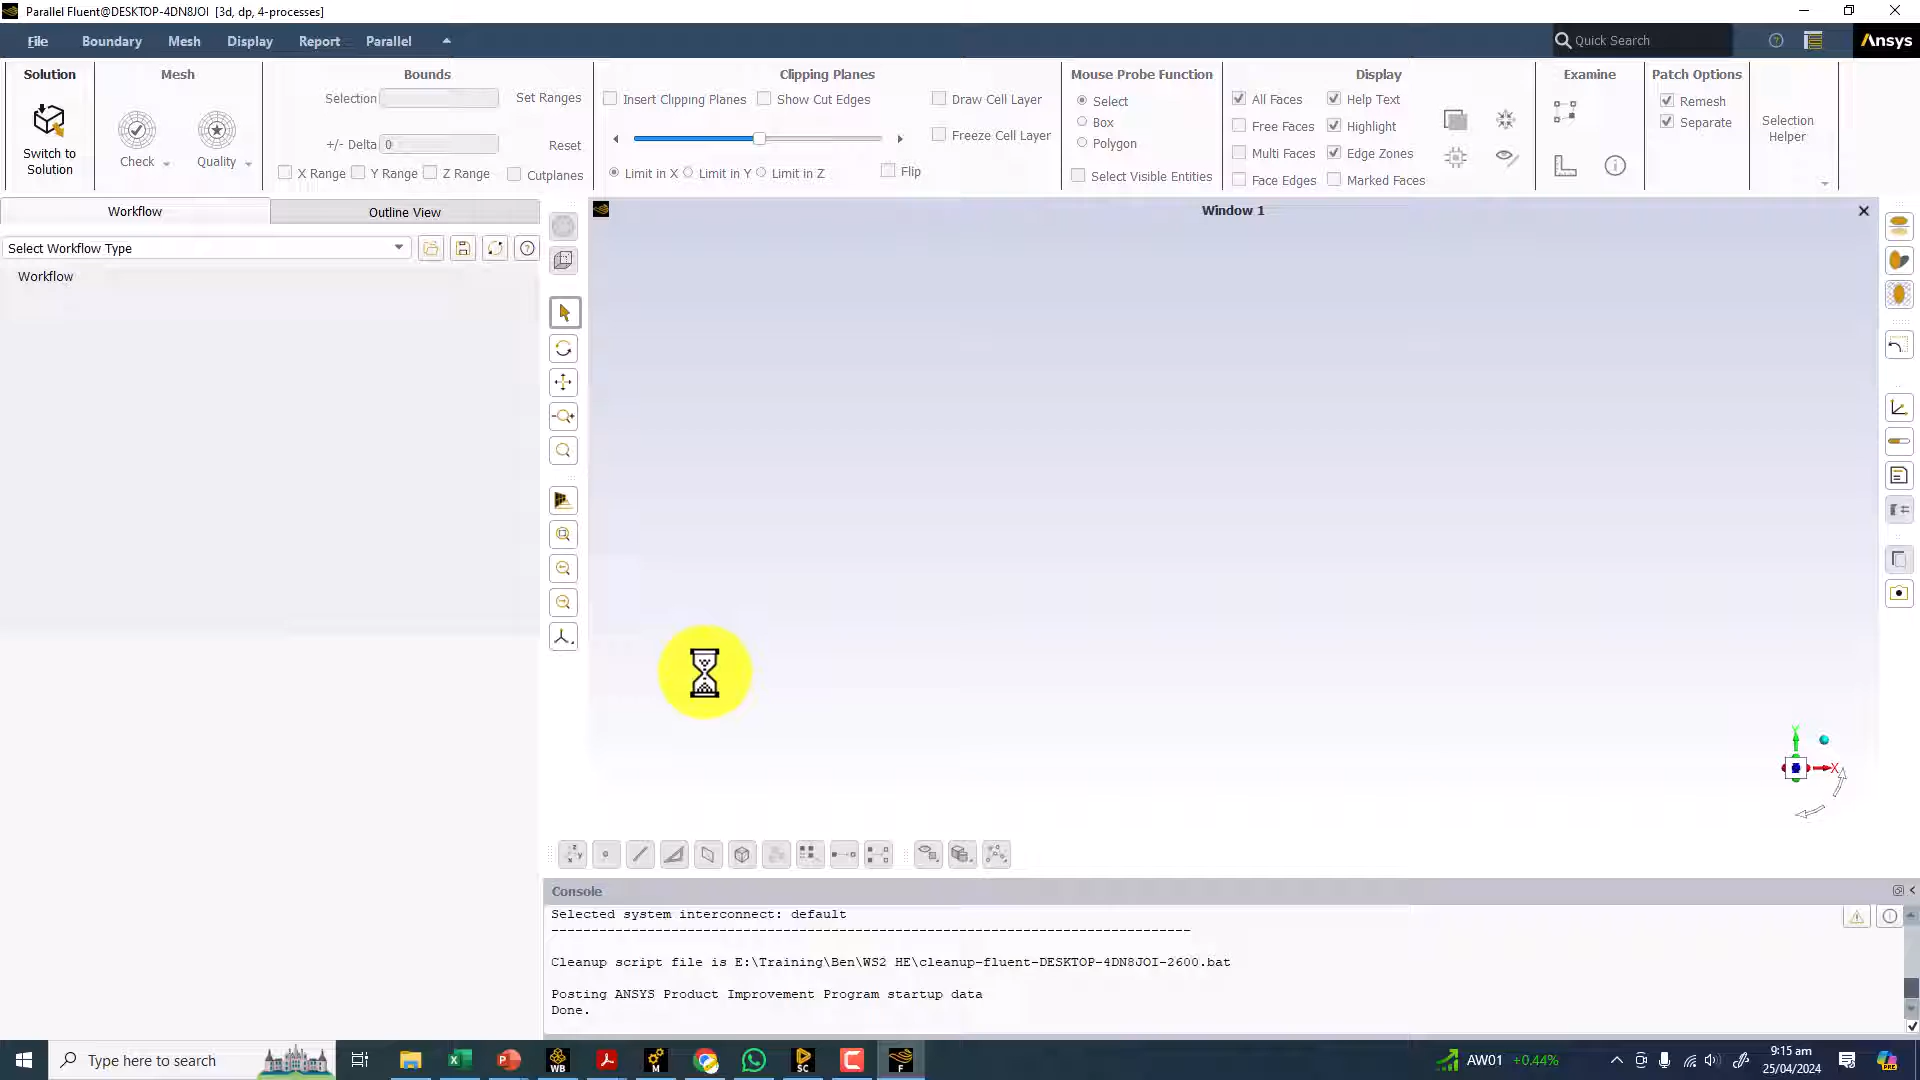 Parallel Fluent@DESKTOP-4DN8JOI [3d, dp, 4-processes]
File Boundary Mesh Display Report Parallel
Quick Search
Ansys
Solution
Switch to
Solution
Mesh
Check
Quality
Bounds
Selection
Set Ranges
+/- Delta 0
Reset
X Range Y Range Z Range Cutplanes
Clipping Planes
Insert Clipping Planes Show Cut Edges
Draw Cell Layer
Freeze Cell Layer
Limit in X Limit in Y Limit in Z Flip
Mouse Probe Function
Select
Box
Polygon
Select Visible Entities
Display
All Faces Help Text
Free Faces Highlight
Multi Faces Edge Zones
Face Edges Marked Faces
Examine
Patch Options
Remesh
Separate
Selection
Helper
Workflow
Outline View
Select Workflow Type
Workflow
Window 1
Y
X
Console
Selected system interconnect: default
--------------------------------------------------------------------------------
Cleanup script file is E:\Training\Ben\WS2 HE\cleanup-fluent-DESKTOP-4DN8JOI-2600.bat
Posting ANSYS Product Improvement Program startup data
Done.
Type here to search
WB
M
SC
F
AW01 +0.44%
9:15 am
25/04/2024
PRE